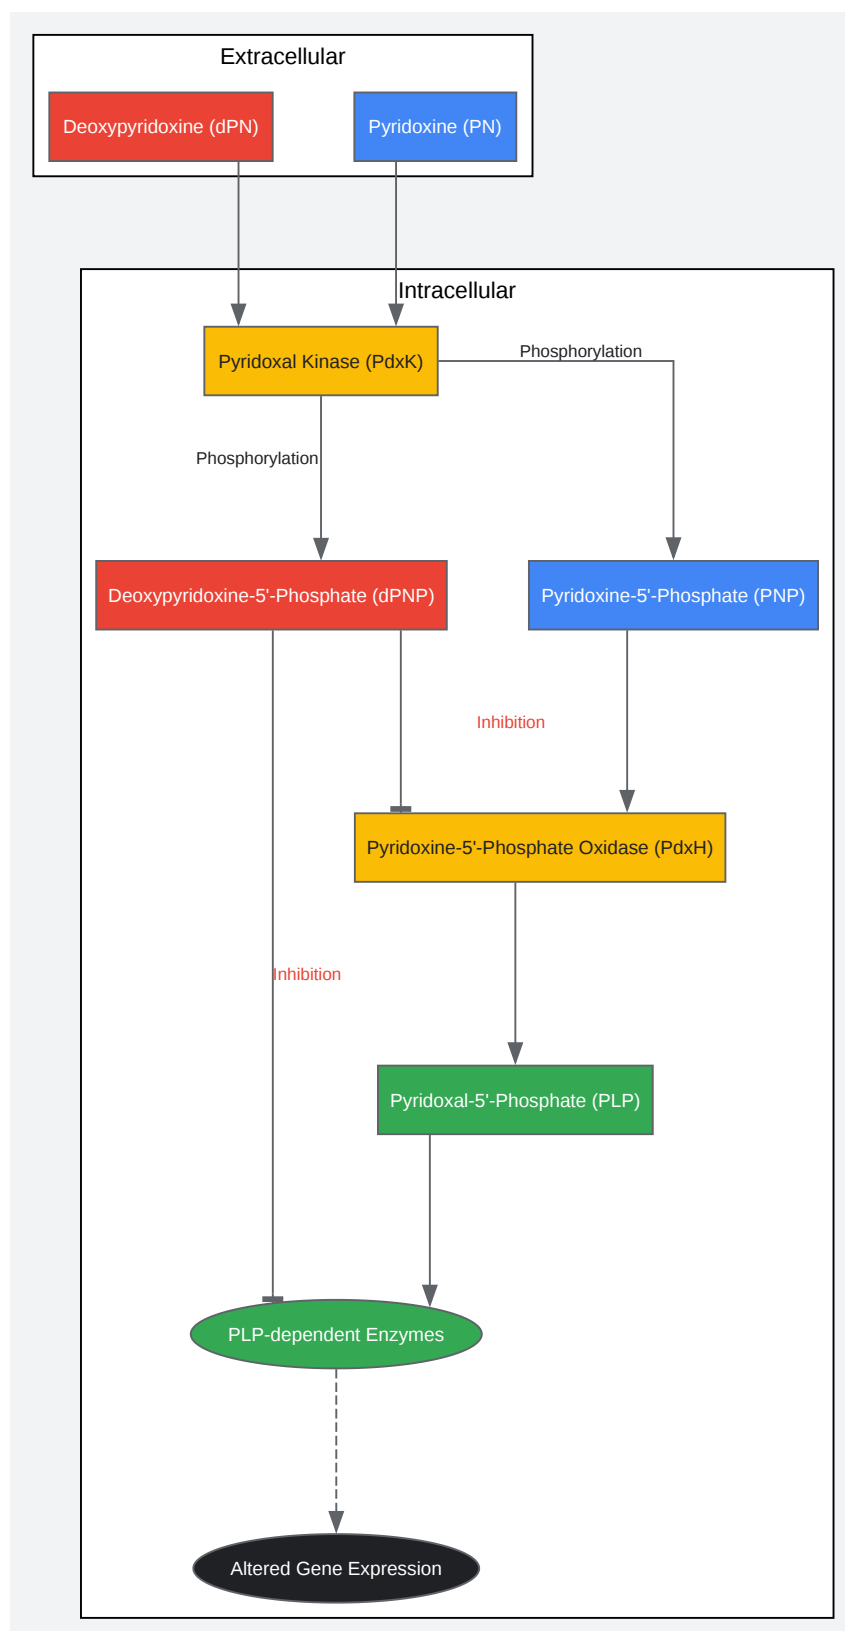 Extracellular
Deoxypyridoxine (dPN)
Pyridoxine (PN)
Intracellular
Pyridoxal Kinase (PdxK)
Phosphorylation
Phosphorylation
Deoxypyridoxine-5'-Phosphate (dPNP)
Pyridoxine-5'-Phosphate (PNP)
Inhibition
Pyridoxine-5'-Phosphate Oxidase (PdxH)
Inhibition
Pyridoxal-5'-Phosphate (PLP)
PLP-dependent Enzymes
Altered Gene Expression